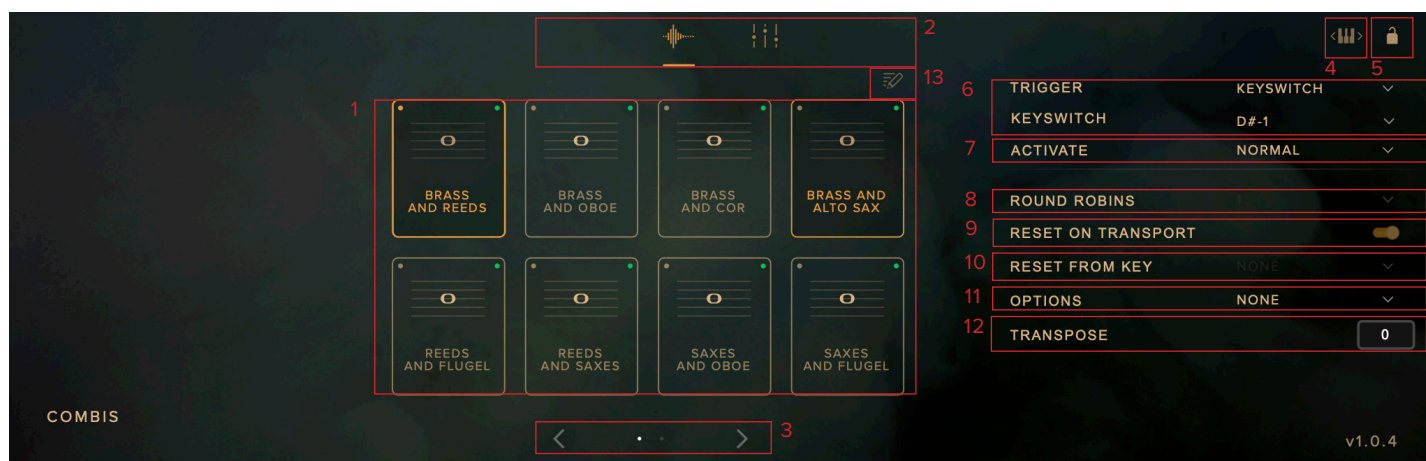 2
4
5
13
1
BRASS
AND REEDS
BRASS
AND OBOE
BRASS
AND COR
BRASS AND
ALTO SAX
REEDS
AND FLUGEL
REEDS
AND SAXES
SAXES
AND OBOE
SAXES
AND FLUGEL
3
COMBIS
6
TRIGGER KEYSWITCH
KEYSWITCH D#-1
7 ACTIVATE NORMAL
8 ROUND ROBINS 1
9 RESET ON TRANSPORT
10 RESET FROM KEY NONE
11 OPTIONS NONE
12 TRANSPOSE 0
v1.0.4